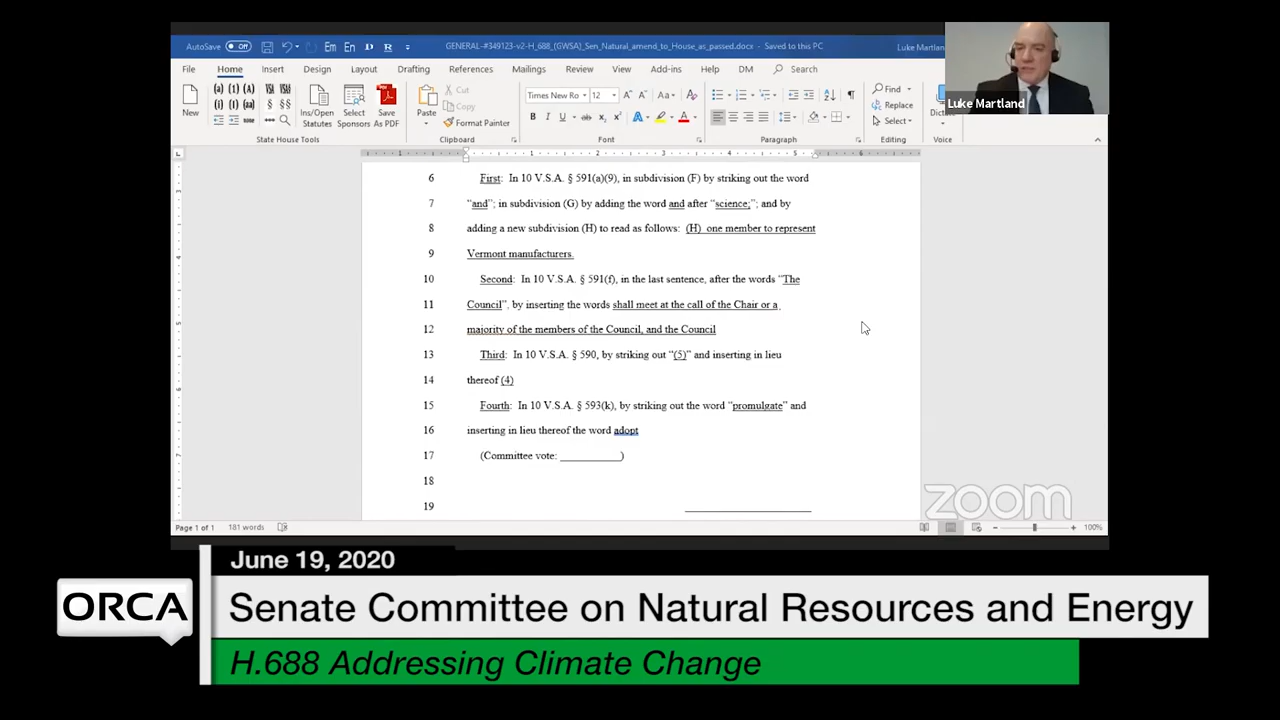 AutoSave Off Em En D R GENERAL-#349123-v2-H_688_(GWSA)_Sen_Natural_amend_to_House_as_passed.docx - Saved to this PC Luke Martland
File Home Insert Design Layout Drafting References Mailings Review View Add-ins Help DM Search
Luke Martland
(a) (1) (A)
(i) (I) (aa) § §
New Ins/Open Statutes Select Sponsors Save As PDF Paste Cut Copy Format Painter Times New Ro 12 Aa B I U ab x₂ x² A A Find Replace Select Dictate
State House Tools Clipboard Font Paragraph Editing Voice
6 First: In 10 V.S.A. § 591(a)(9), in subdivision (F) by striking out the word
7 “and”; in subdivision (G) by adding the word and after “science;”; and by
8 adding a new subdivision (H) to read as follows: (H) one member to represent
9 Vermont manufacturers.
10 Second: In 10 V.S.A. § 591(f), in the last sentence, after the words “The
11 Council”, by inserting the words shall meet at the call of the Chair or a
12 majority of the members of the Council, and the Council
13 Third: In 10 V.S.A. § 590, by striking out “(5)” and inserting in lieu
14 thereof (4)
15 Fourth: In 10 V.S.A. § 593(k), by striking out the word “promulgate” and
16 inserting in lieu thereof the word adopt
17 (Committee vote: ___________)
18
19
zoom
Page 1 of 1 181 words 100%
June 19, 2020
ORCA
Senate Committee on Natural Resources and Energy
H.688 Addressing Climate Change